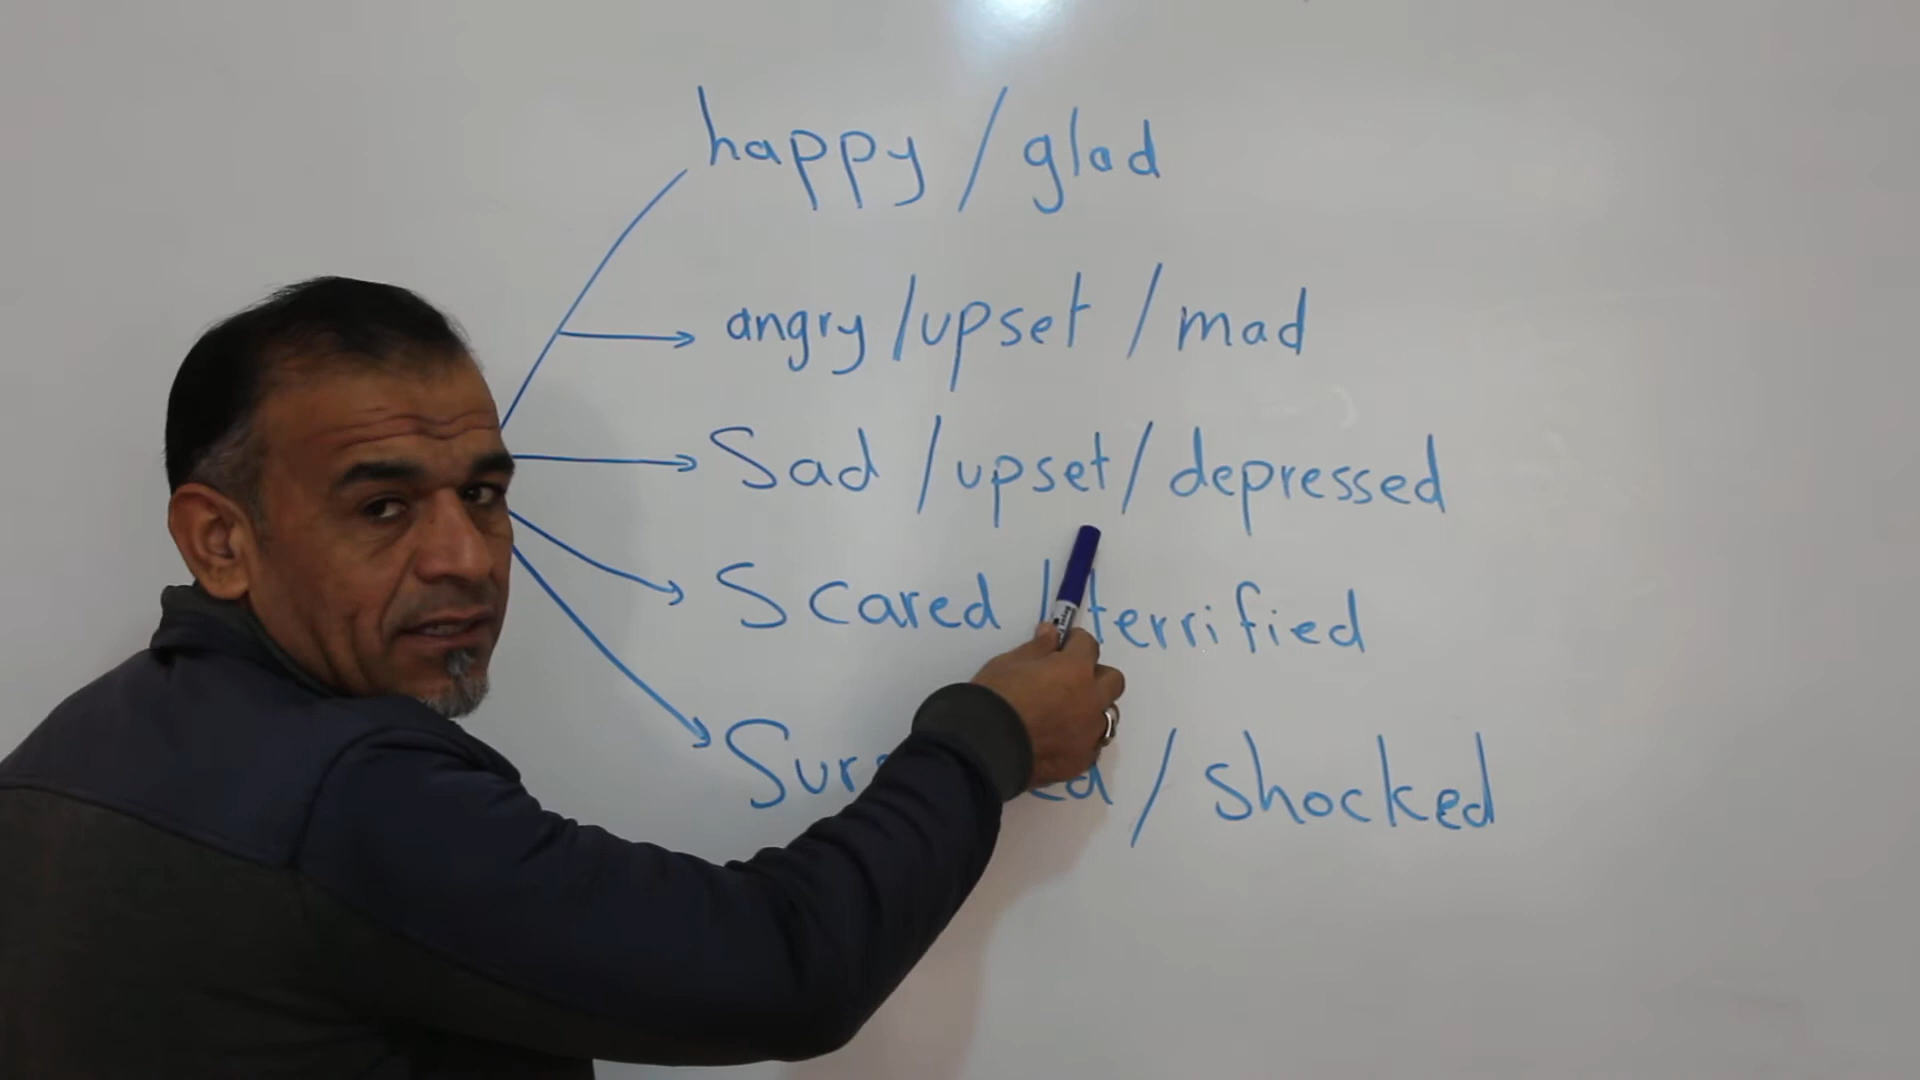 happy / glad
angry / upset / mad
Sad / upset / depressed
Scared / terrified
/ shocked